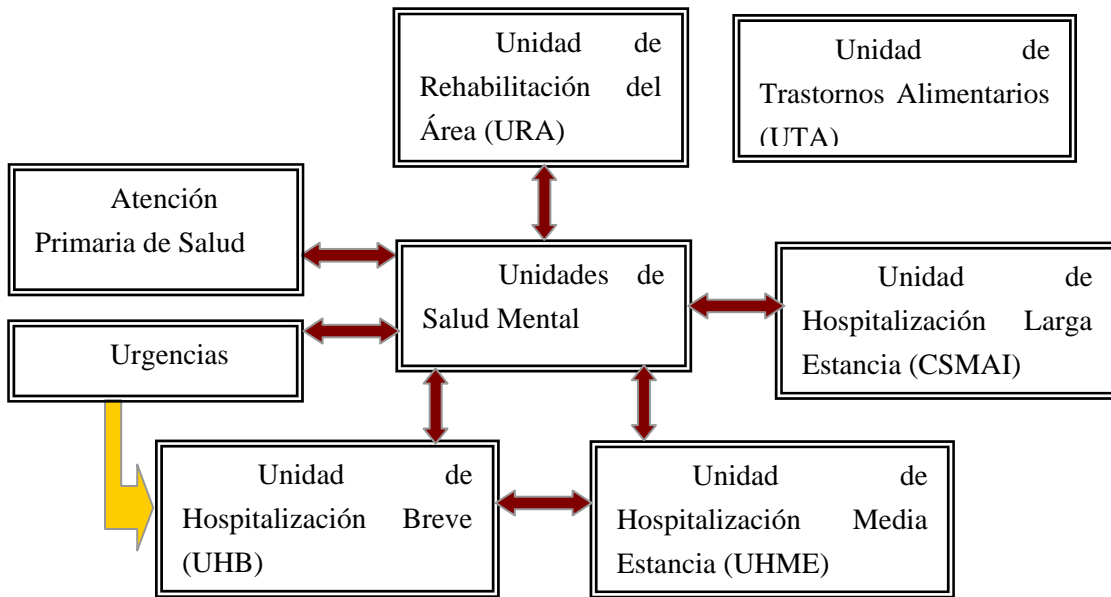 Unidad de
Rehabilitación del
Área (URA)
Unidad de
Trastornos Alimentarios
(UTA)
Atención
Primaria de Salud
Unidades de
Salud Mental
Unidad de
Hospitalización Larga
Estancia (CSMAI)
Urgencias
Unidad de
Hospitalización Breve
(UHB)
Unidad de
Hospitalización Media
Estancia (UHME)